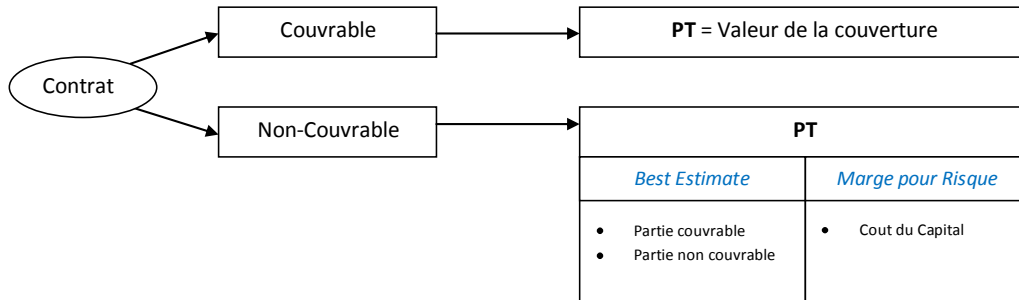 Couvrable
PT = Valeur de la couverture
Contrat
Non-Couvrable
PT
Best Estimate
Marge pour Risque
• Partie couvrable
• Partie non couvrable
• Cout du Capital